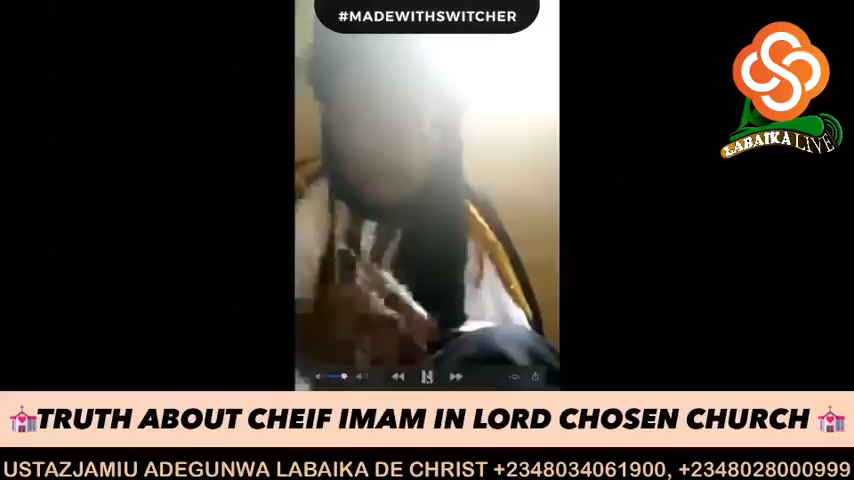 #MADEWITHSWITCHER
LABAIKA LIVE
TRUTH ABOUT CHEIF IMAM IN LORD CHOSEN CHURCH
USTAZJAMIU ADEGUNWA LABAIKA DE CHRIST +2348034061900, +2348028000999